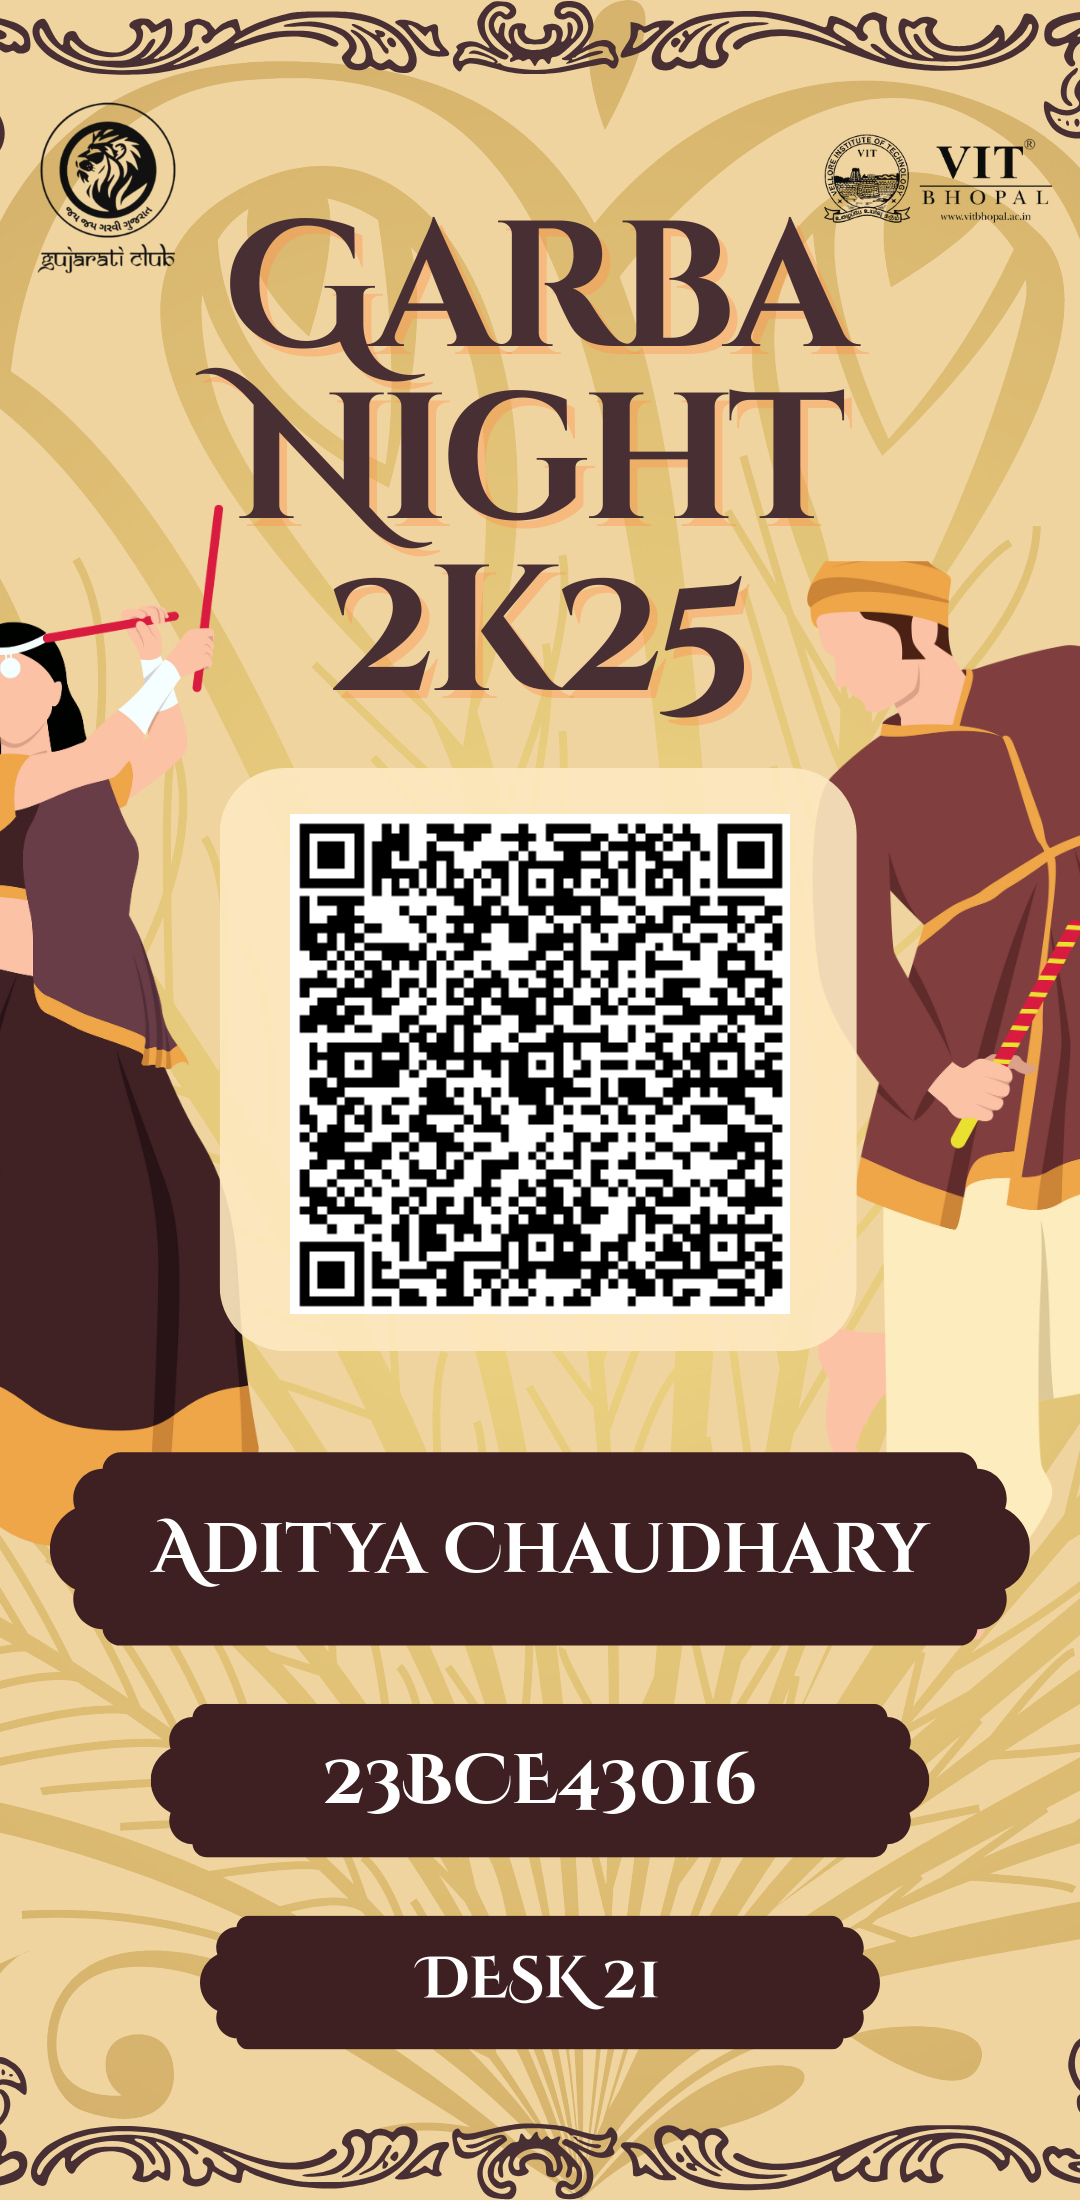 જય જય ગરવી ગુજરાત
gujarati club
VELLORE INSTITUTE OF TECHNOLOGY
VIT
VIT®
BHOPAL
www.vitbhopal.ac.in
GARBA
NIGHT
2K25
ADITYA CHAUDHARY
23BCE43016
DESK 21